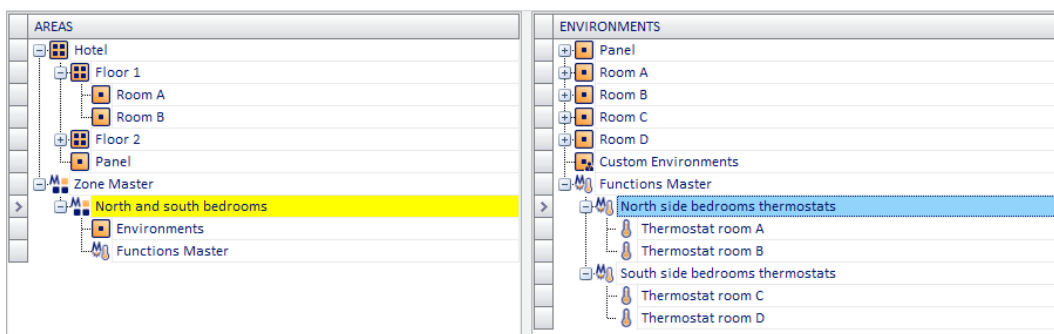 AREAS
Hotel
Floor 1
Room A
Room B
Floor 2
Panel
Zone Master
North and south bedrooms
Environments
Functions Master
ENVIRONMENTS
Panel
Room A
Room B
Room C
Room D
Custom Environments
Functions Master
North side bedrooms thermostats
Thermostat room A
Thermostat room B
South side bedrooms thermostats
Thermostat room C
Thermostat room D